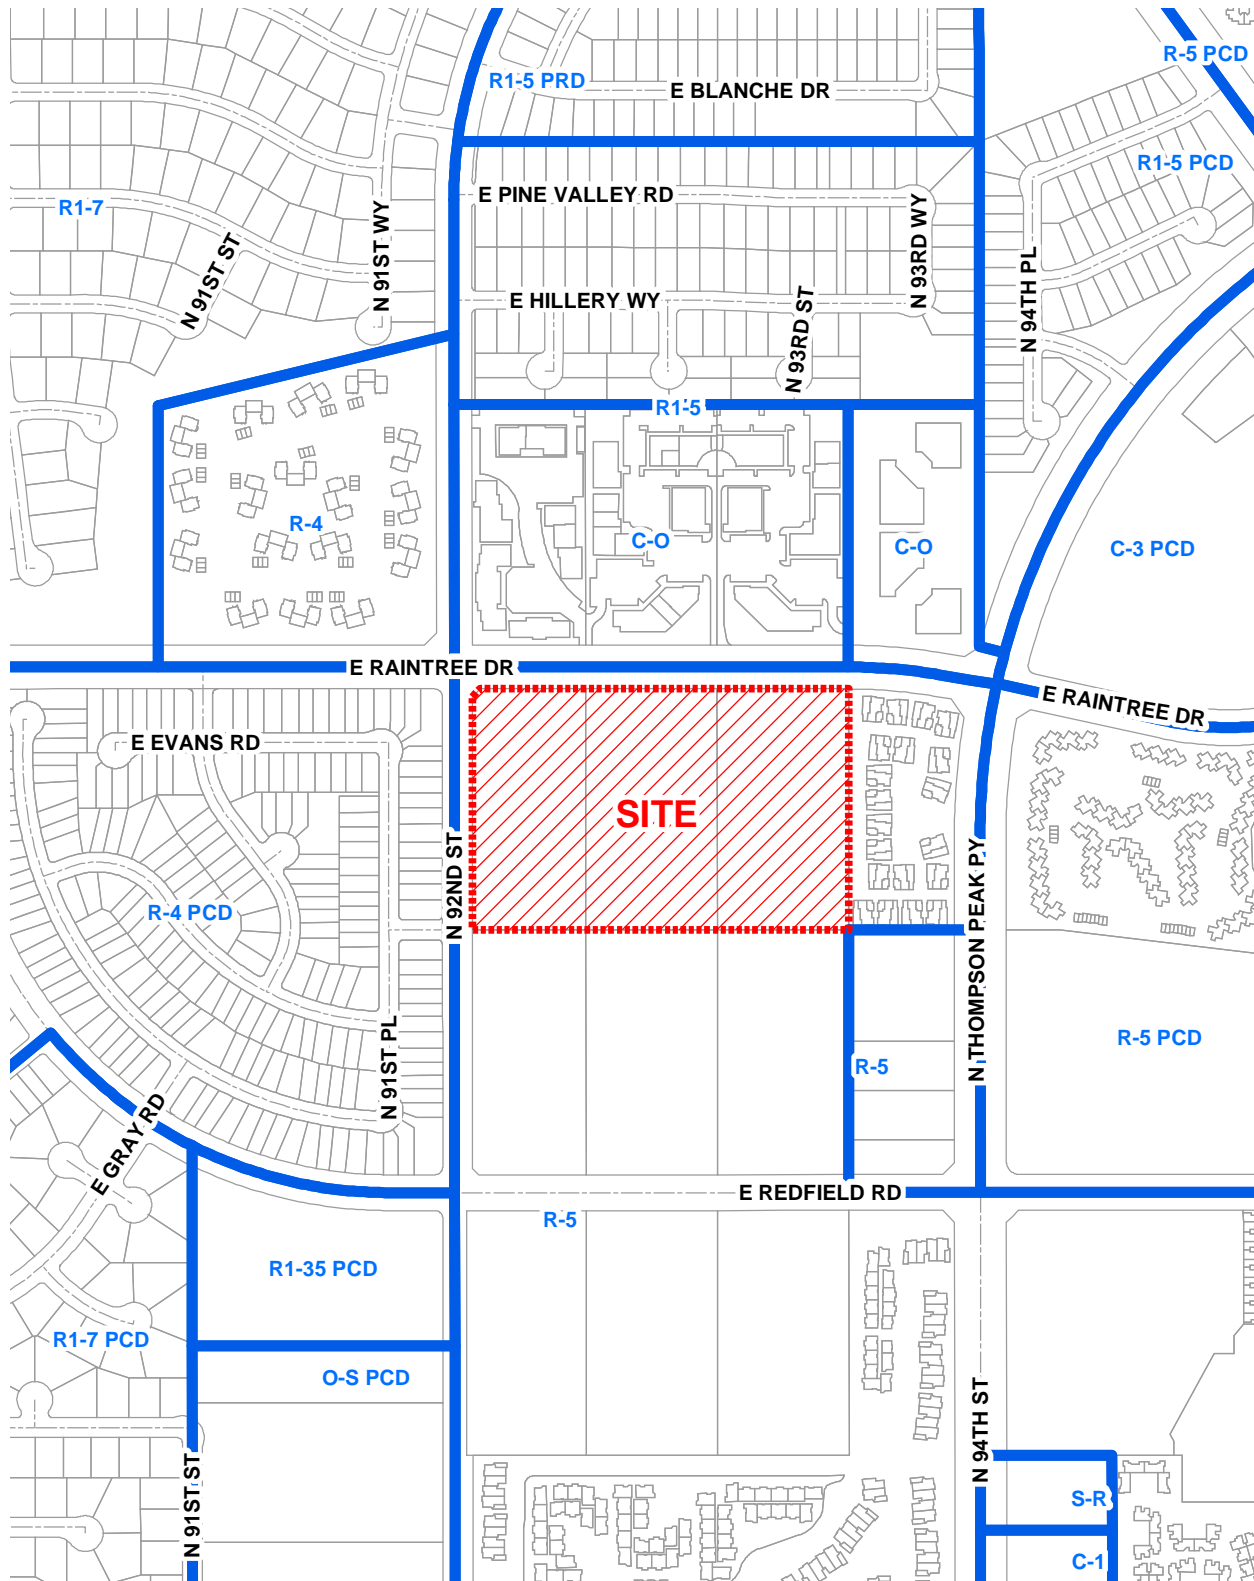 R-5 PCD
R1-5 PRD
E BLANCHE DR
R1-5 PCD
E PINE VALLEY RD
R1-7
N 91ST WY
N 93RD WY
N 91ST ST
N 94TH PL
E HILLERY WY
N 93RD ST
R1-5
R-4
C-O
C-O
C-3 PCD
E RAINTREE DR
E RAINTREE DR
E EVANS RD
SITE
N 92ND ST
R-4 PCD
N THOMPSON PEAK PY
R-5 PCD
N 91ST PL
R-5
E GRAY RD
E REDFIELD RD
R-5
R1-35 PCD
R1-7 PCD
O-S PCD
N 94TH ST
N 91ST ST
S-R
C-1